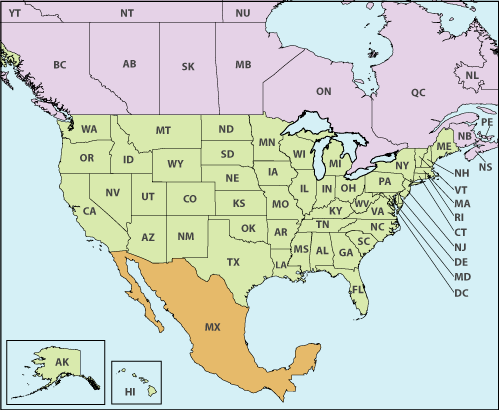 YT NT NU
BC AB SK MB ON QC NL
PE
NB
NS
WA MT ND MN WI MI NY ME
OR ID WY SD IA PA NH
NV UT CO NE IL IN OH WV VT
CA KS MO KY VA MA
AZ NM OK AR TN NC RI
TX LA MS AL GA SC CT
FL NJ
DE
MD
DC
MX
AK
HI